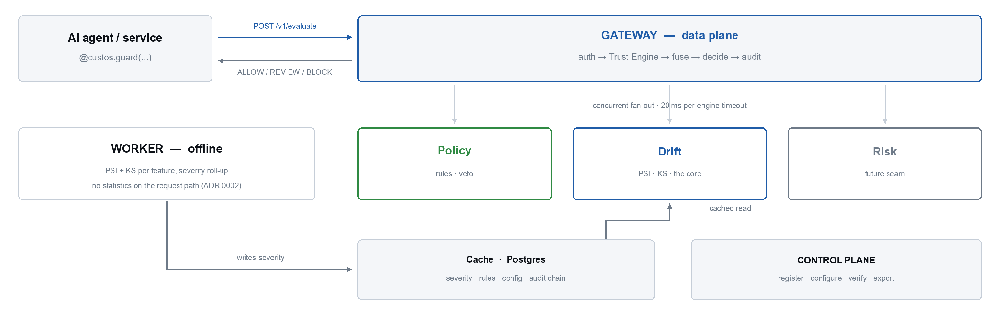 AI agent / service
@custos.guard(...)
POST /v1/evaluate
ALLOW / REVIEW / BLOCK
GATEWAY — data plane
auth → Trust Engine → fuse → decide → audit
concurrent fan-out · 20 ms per-engine timeout
WORKER — offline
PSI + KS per feature, severity roll-up
no statistics on the request path (ADR 0002)
Policy
rules · veto
Drift
PSI · KS · the core
Risk
future seam
cached read
writes severity
Cache · Postgres
severity · rules · config · audit chain
CONTROL PLANE
register · configure · verify · export